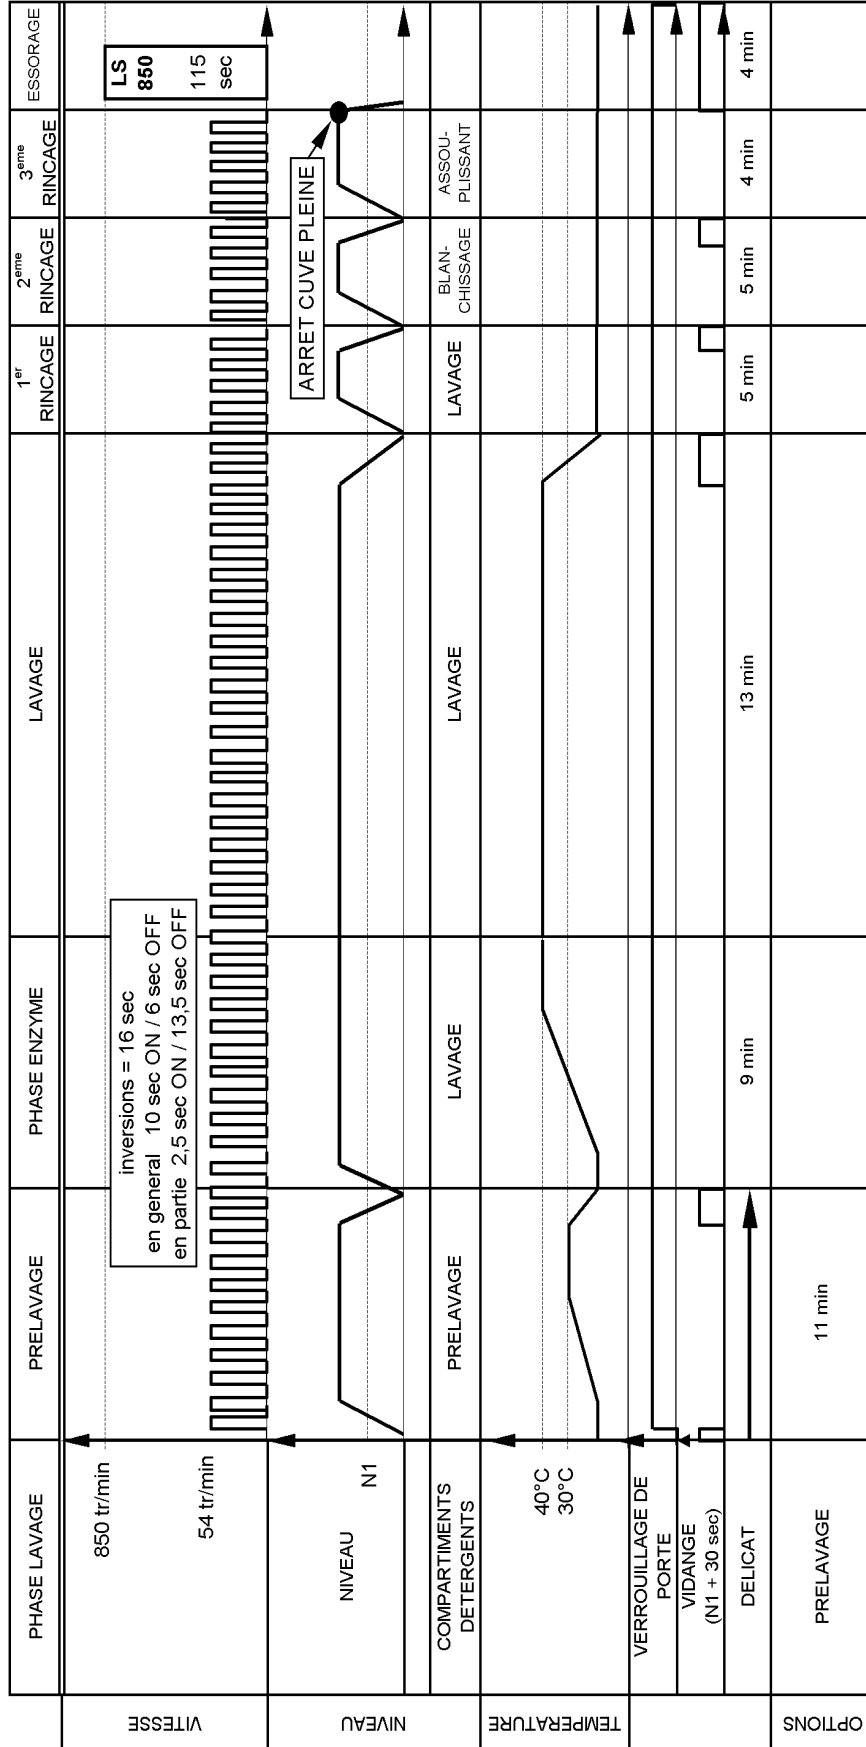 PHASE LAVAGE
PRELAVAGE
PHASE ENZYME
LAVAGE
1er
RINCAGE
2eme
RINCAGE
3eme
RINCAGE
ESSORAGE
VITESSE
850 tr/min
54 tr/min
inversions = 16 sec
en general 10 sec ON / 6 sec OFF
en partie 2,5 sec ON / 13,5 sec OFF
LS
850
115
sec
NIVEAU
NIVEAU
N1
ARRET CUVE PLEINE
COMPARTIMENTS
DETERGENTS
PRELAVAGE
LAVAGE
LAVAGE
LAVAGE
BLAN-
CHISSAGE
ASSOU-
PLISSANT
TEMPERATURE
40°C
30°C
VERROUILLAGE DE
PORTE
VIDANGE
(N1 + 30 sec)
DELICAT
9 min
13 min
5 min
5 min
4 min
4 min
OPTIONS
PRELAVAGE
11 min